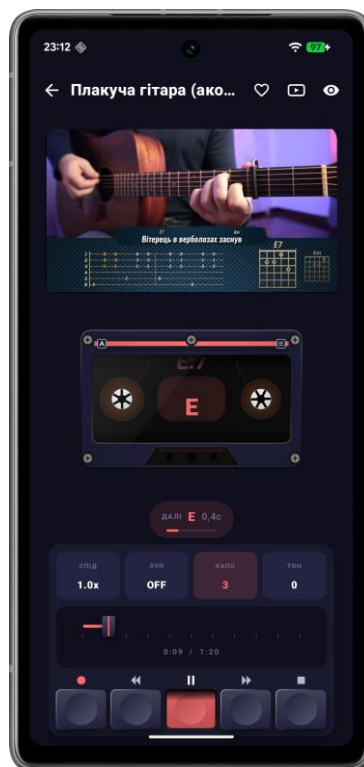 23:12
97
Плакуча гітара (ако...
E7 Am
Вітерець в верболозах заснув
E7
Am
E:7
E
ДАЛІ E 0,4с
СПІД ЛУП КАПО ТОН
1.0x OFF 3 0
0:09 / 1:20